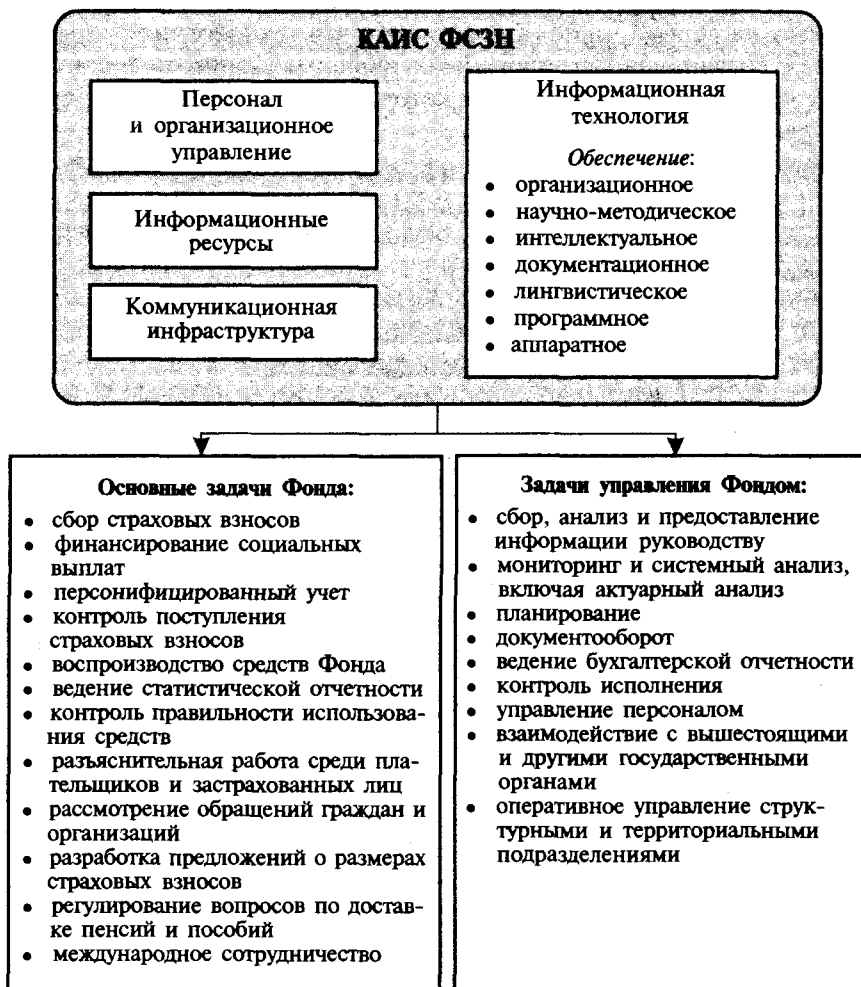 КАИС ФСЗН
Персонал
и организационное
управление
Информационные
ресурсы
Коммуникационная
инфраструктура
Информационная
технология
Обеспечение:
• организационное
• научно-методическое
• интеллектуальное
• документационное
• лингвистическое
• программное
• аппаратное
Основные задачи Фонда:
• сбор страховых взносов
• финансирование социальных
выплат
• персонифицированный учет
• контроль поступления
страховых взносов
• воспроизводство средств Фонда
• ведение статистической отчетности
• контроль правильности использова-
ния средств
• разъяснительная работа среди пла-
тельщиков и застрахованных лиц
• рассмотрение обращений граждан и
организаций
• разработка предложений о размерах
страховых взносов
• регулирование вопросов по достав-
ке пенсий и пособий
• международное сотрудничество
Задачи управления Фондом:
• сбор, анализ и предоставление
информации руководству
• мониторинг и системный анализ,
включая актуарный анализ
• планирование
• документооборот
• ведение бухгалтерской отчетности
• контроль исполнения
• управление персоналом
• взаимодействие с вышестоящими
и другими государственными
органами
• оперативное управление струк-
турными и территориальными
подразделениями